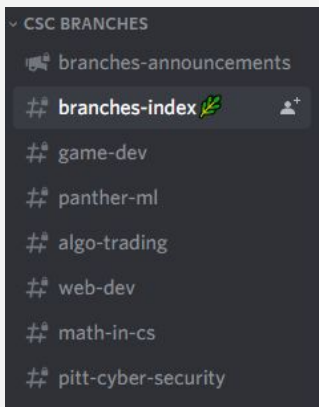 CSC BRANCHES
branches-announcements
branches-index🌿
game-dev
panther-ml
algo-trading
web-dev
math-in-cs
pitt-cyber-security